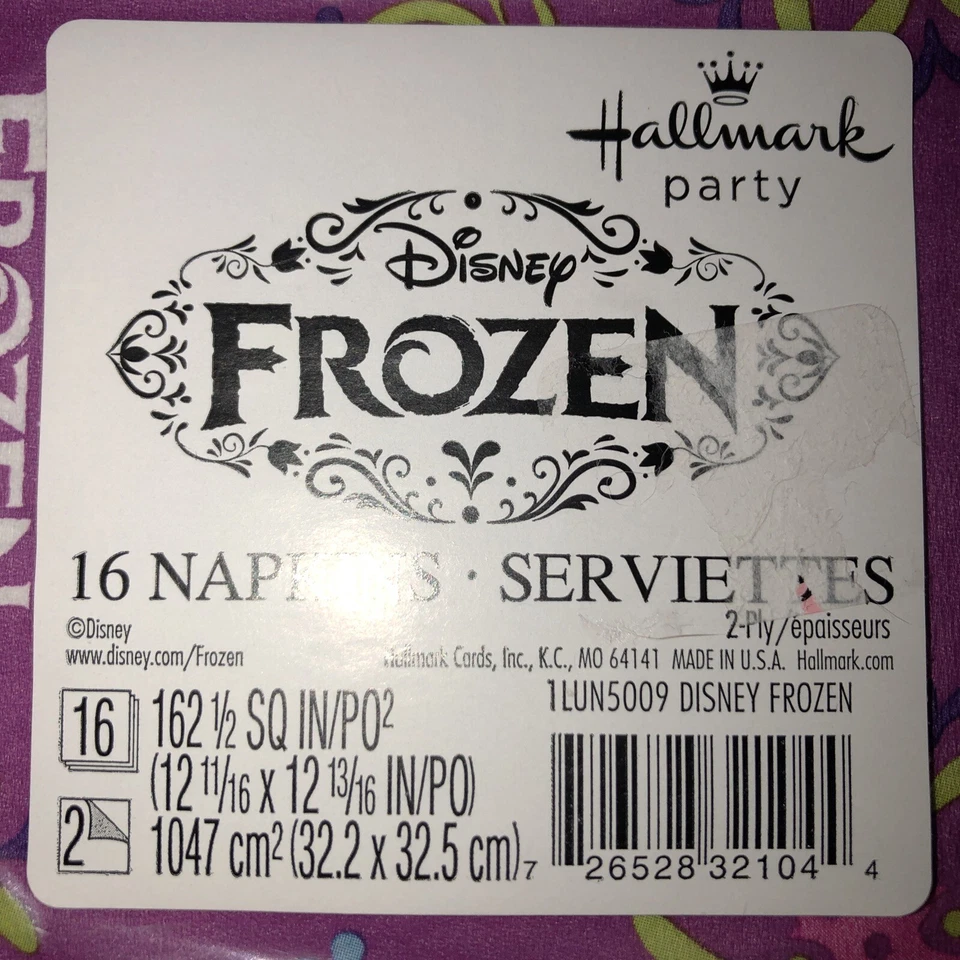 Hallmark
party
Disney
FROZEN
16 NAPKINS · SERVIETTES
2-Ply/épaisseurs
©Disney
www.disney.com/Frozen
Hallmark Cards, Inc., K.C., MO 64141 MADE IN U.S.A. Hallmark.com
1LUN5009 DISNEY FROZEN
16
162 ½ SQ IN/PO²
(12 11/16 X 12 13/16 IN/PO)
2
1047 cm² (32.2 x 32.5 cm)
7 26528 32104 4
FROZEN